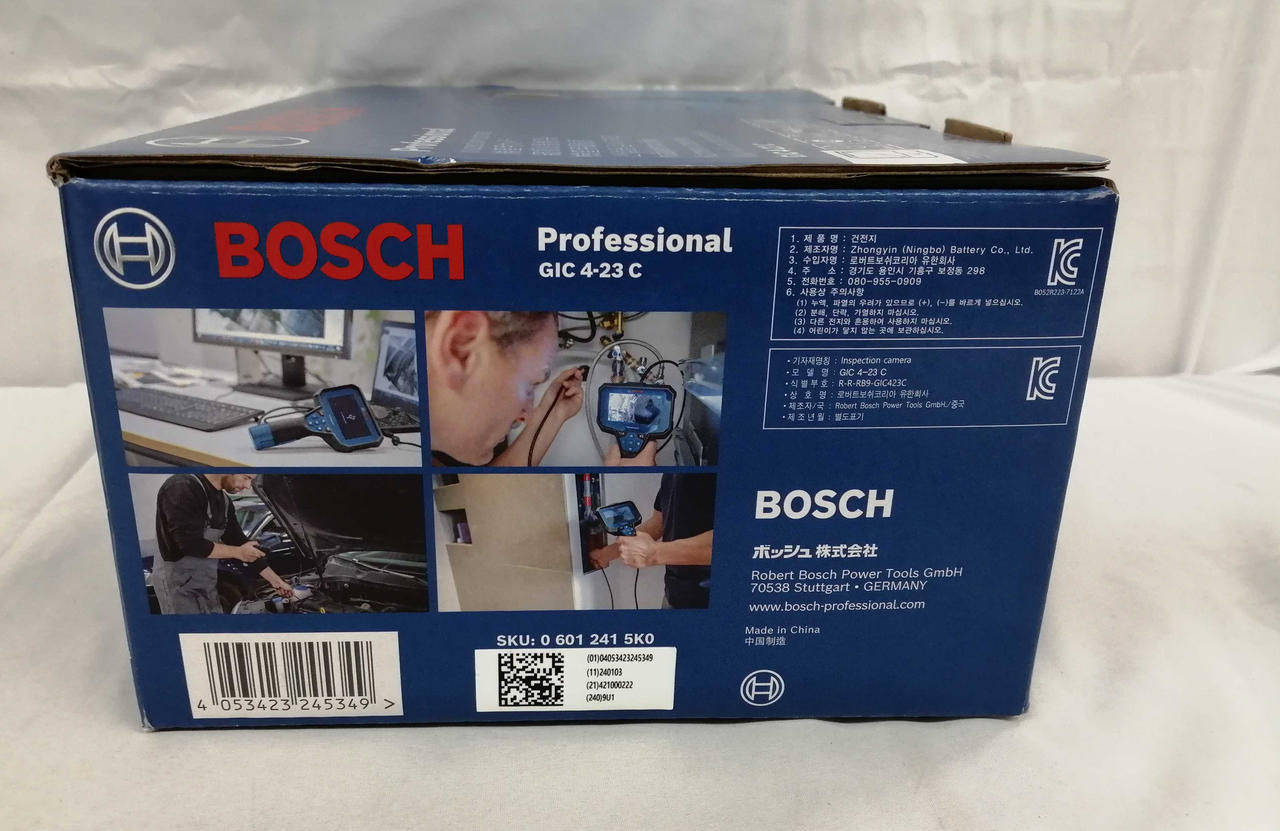 Professional
BOSCH
Professional
GIC 4-23 C
1. 제 품 명 : 건전지
2. 제조자명 : Zhongyin (Ningbo) Battery Co., Ltd.
3. 수입자명 : 로버트보쉬코리아 유한회사
4. 주 소 : 경기도 용인시 기흥구 보정동 298
5. 전화번호 : 080-955-0909
6. 사용상 주의사항
(1) 누액, 파열의 우려가 있으므로 (+), (-)를 바르게 넣으십시오.
(2) 분해, 단락, 가열하지 마십시오.
(3) 다른 전지와 혼용하여 사용하지 마십시오.
(4) 어린이가 닿지 않는 곳에 보관하십시오.
B052R223-7122A
• 기자재명칭 : Inspection camera
• 모 델 명 : GIC 4-23 C
• 식별부호 : R-R-RB9-GIC423C
• 상 호 명 : 로버트보쉬코리아 유한회사
• 제조자/국 : Robert Bosch Power Tools GmbH./중국
• 제조년월 : 별도표기
BOSCH
ボッシュ 株式会社
Robert Bosch Power Tools GmbH
70538 Stuttgart • GERMANY
www.bosch-professional.com
Made in China
中国制造
SKU: 0 601 241 5K0
(01)04053423245349
(11)240103
(21)421000222
(240)9U1
4 053423 245349 >